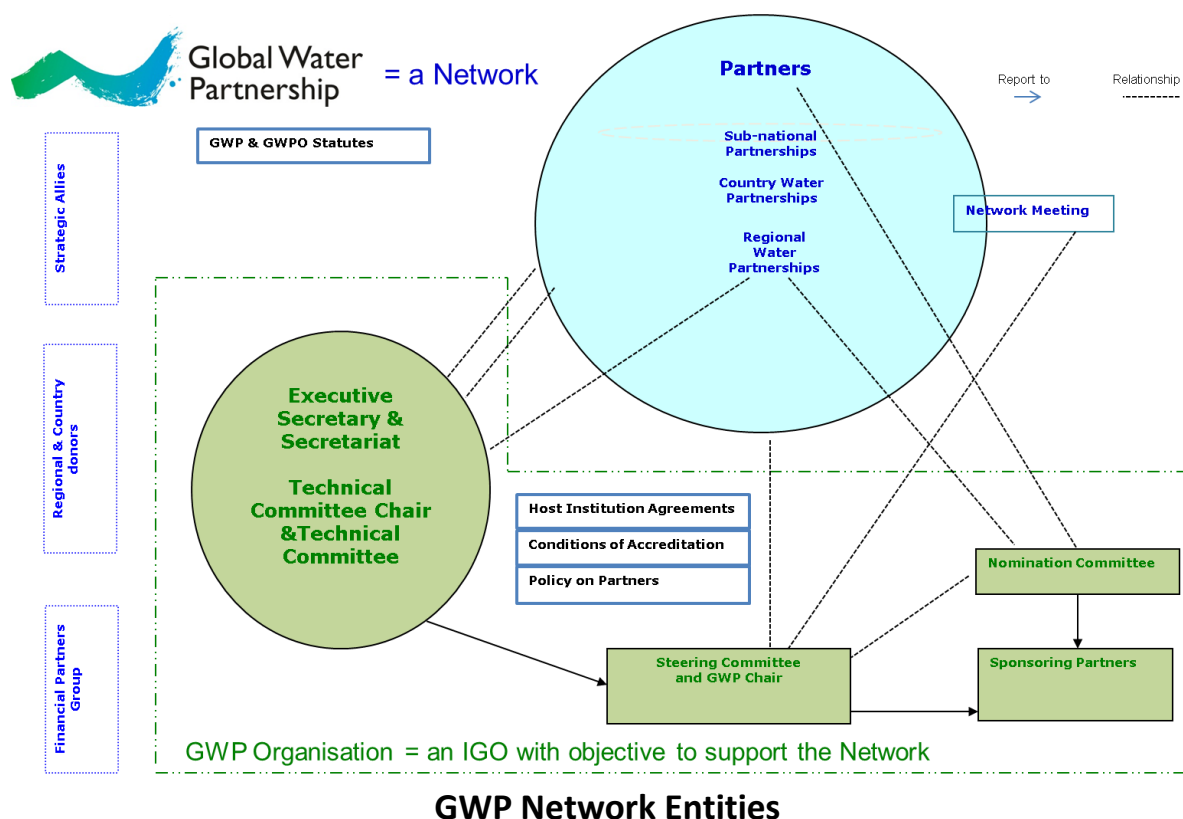 Global Water
Partnership
= a Network
Partners
Report to
Relationship
GWP & GWPO Statutes
Sub-national
Partnerships
Country Water
Partnerships
Network Meeting
Regional
Water
Partnerships
Strategic Allies
Regional & Country
donors
Financial Partners
Group
Executive
Secretary &
Secretariat
Technical
Committee Chair
&Technical
Committee
Host Institution Agreements
Conditions of Accreditation
Policy on Partners
Nomination Committee
Steering Committee
and GWP Chair
Sponsoring Partners
GWP Organisation = an IGO with objective to support the Network
GWP Network Entities